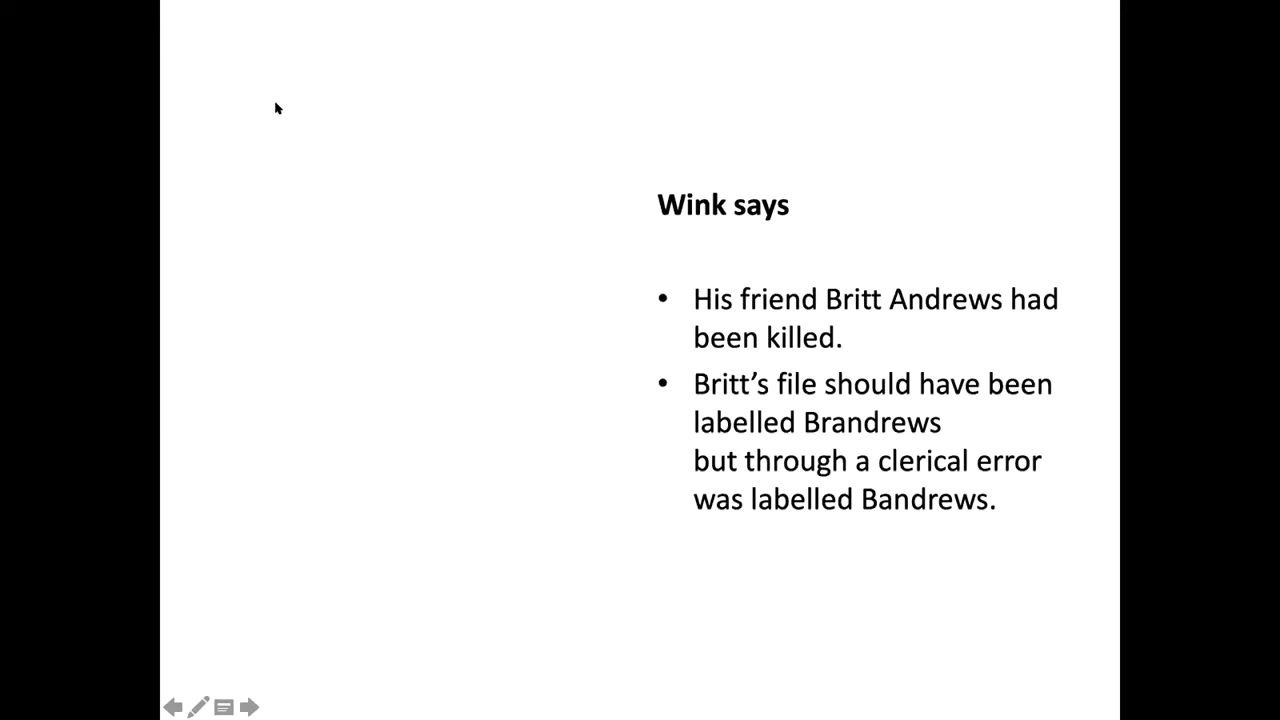 Wink says
• His friend Britt Andrews had
been killed.
• Britt’s file should have been
labelled Brandrews
but through a clerical error
was labelled Bandrews.